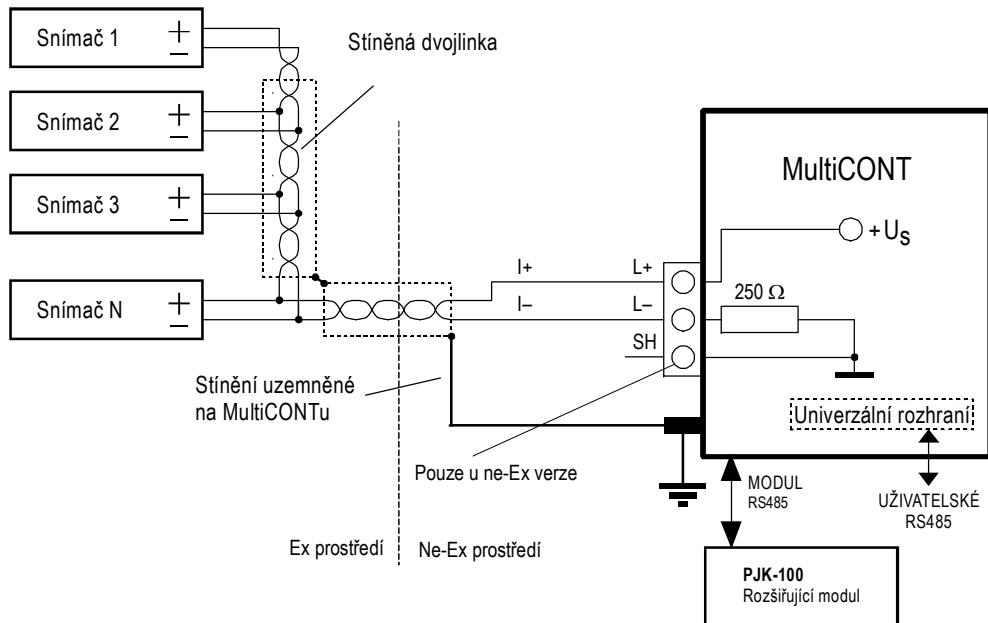 Snímač 1
+
–
Stíněná dvojlinka
Snímač 2
+
–
Snímač 3
+
–
Snímač N
+
–
MultiCONT
+ US
I+
L+
I–
L–
250 Ω
SH
Stínění uzemněné
na MultiCONTu
Univerzální rozhraní
Pouze u ne-Ex verze
MODUL
RS485
UŽIVATELSKÉ
RS485
Ex prostředí
Ne-Ex prostředí
PJK-100
Rozšiřující modul